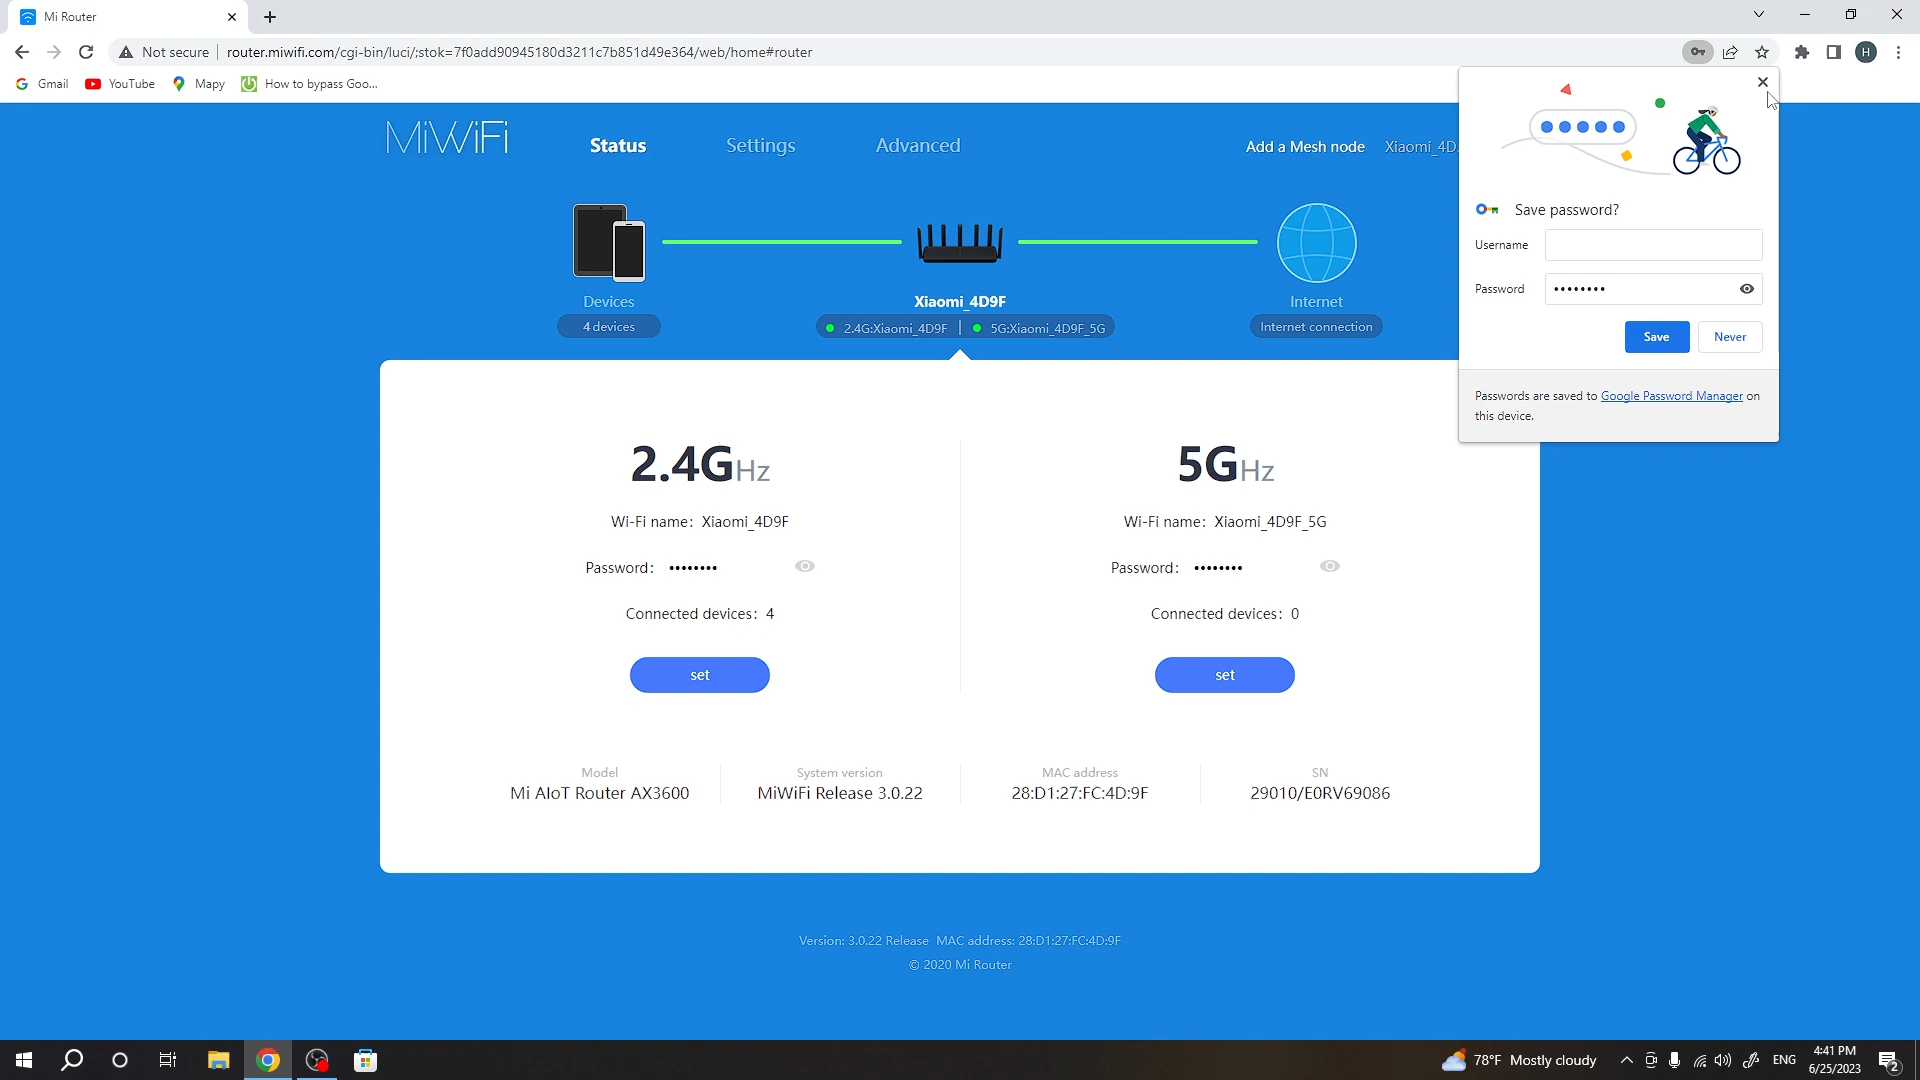 Mi Router
Not secure
router.miwifi.com/cgi-bin/luci/;stok=7f0add90945180d3211c7b851d49e364/web/home#router
H
Gmail
YouTube
Mapy
How to bypass Goo...
MiWiFi
Status
Settings
Advanced
Add a Mesh node
Xiaomi_4D.
Save password?
Username
Password ••••••••
Save
Never
Passwords are saved to Google Password Manager on
this device.
Devices
4 devices
Xiaomi_4D9F
2.4G:Xiaomi_4D9F | 5G:Xiaomi_4D9F_5G
Internet
Internet connection
2.4GHz
Wi-Fi name: Xiaomi_4D9F
Password: ••••••••
Connected devices: 4
set
5GHz
Wi-Fi name: Xiaomi_4D9F_5G
Password: ••••••••
Connected devices: 0
set
Model
Mi AIoT Router AX3600
System version
MiWiFi Release 3.0.22
MAC address
28:D1:27:FC:4D:9F
SN
29010/E0RV69086
Version: 3.0.22 Release MAC address: 28:D1:27:FC:4D:9F
© 2020 Mi Router
78°F Mostly cloudy
ENG
4:41 PM
6/25/2023
2